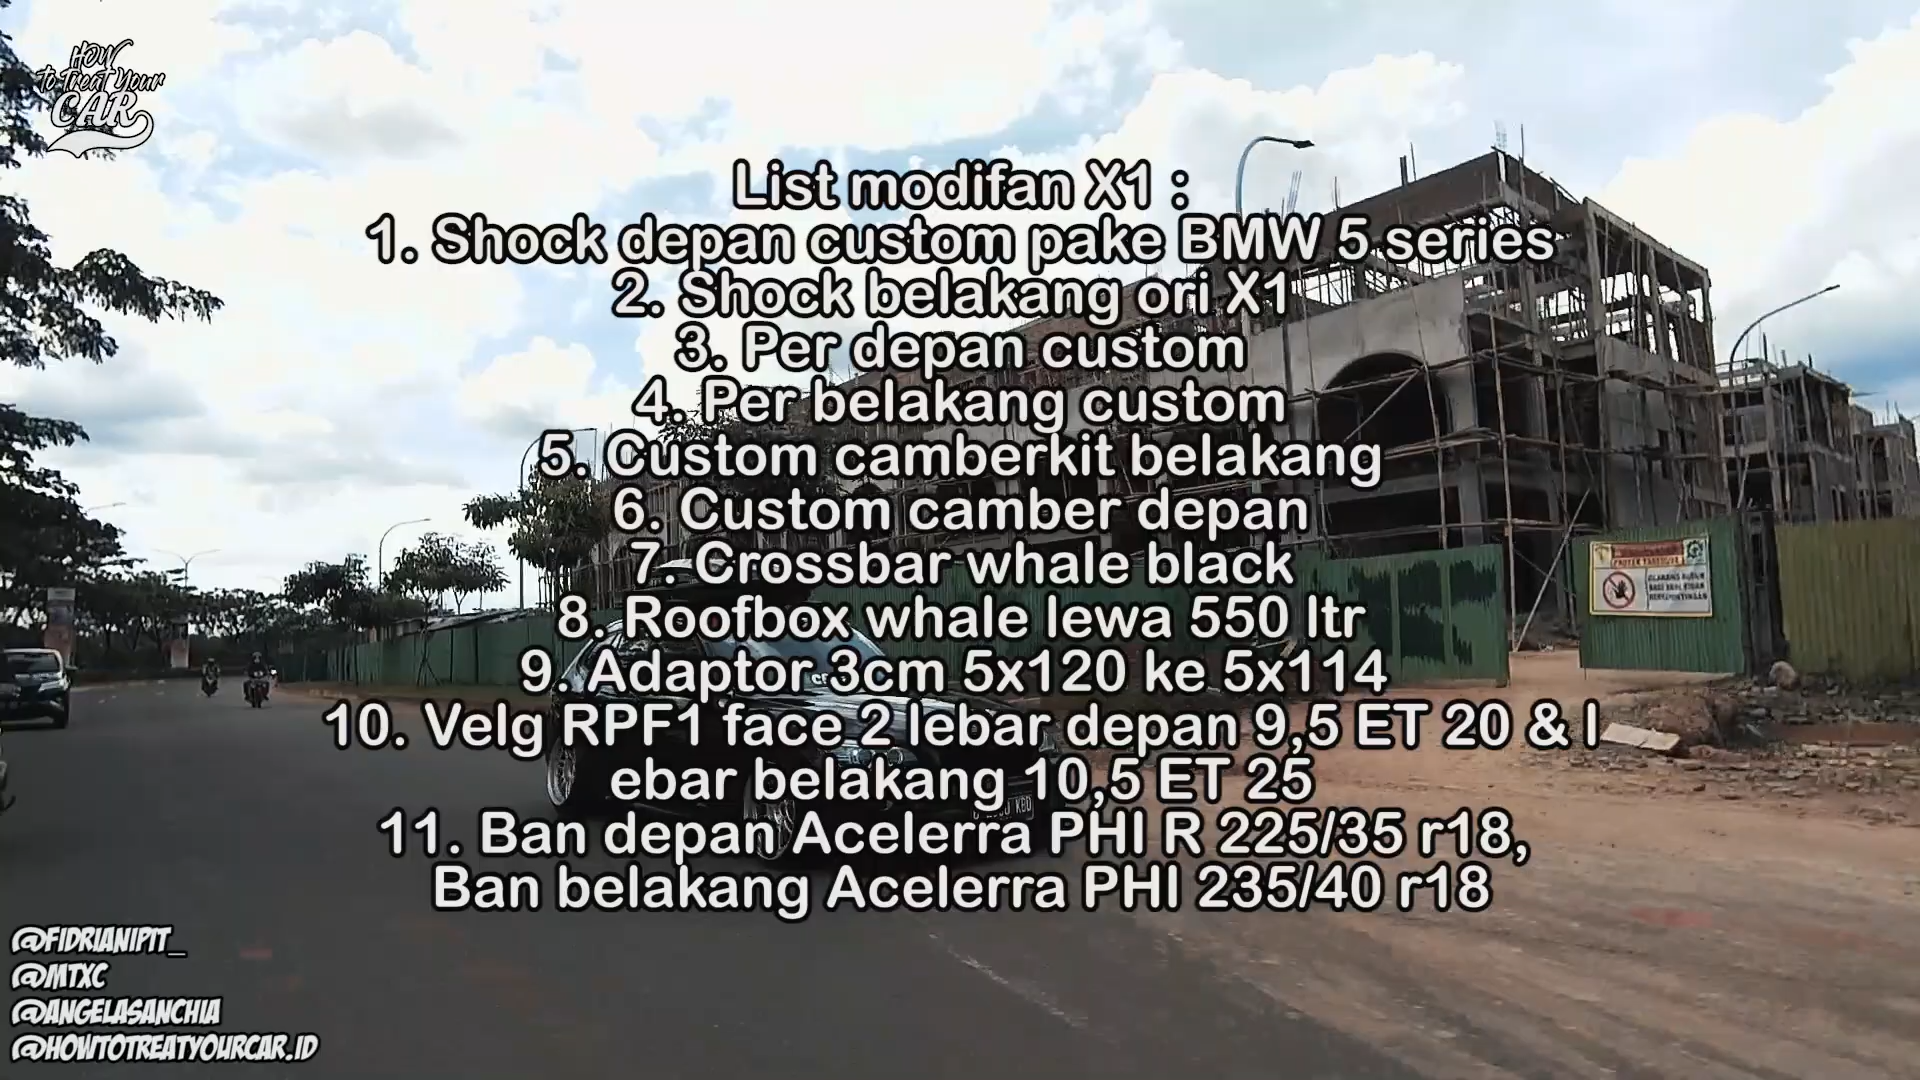 HOW
to Treat Your
CAR
List modifan X1 :
1. Shock depan custom pake BMW 5 series
2. Shock belakang ori X1
3. Per depan custom
4. Per belakang custom
5. Custom camberkit belakang
6. Custom camber depan
7. Crossbar whale black
8. Roofbox whale lewa 550 ltr
9. Adaptor 3cm 5x120 ke 5x114
10. Velg RPF1 face 2 lebar depan 9,5 ET 20 & l
ebar belakang 10,5 ET 25
11. Ban depan Acelerra PHI R 225/35 r18,
Ban belakang Acelerra PHI 235/40 r18
@FIDRIANIPIT_
@MTXC
@ANGELASANCHIA
@HOWTOTREATYOURCAR.ID